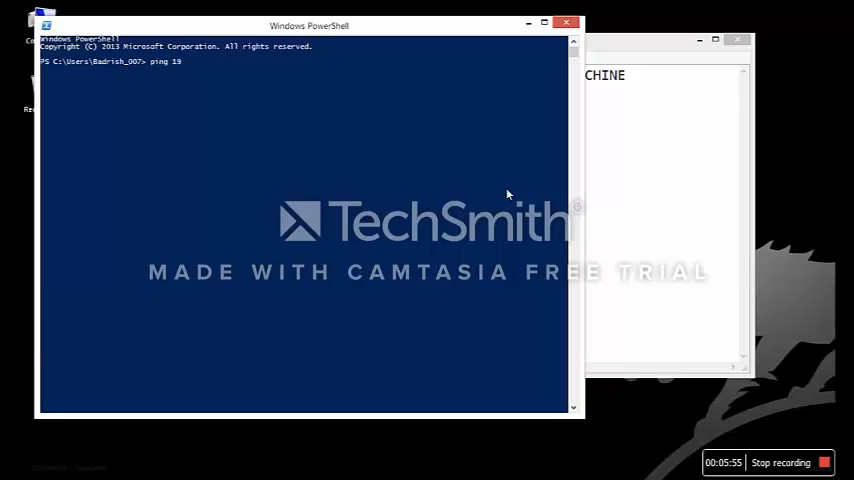 Windows PowerShell
Windows PowerShell
Copyright (C) 2013 Microsoft Corporation. All rights reserved.
PS C:\Users\Badrish_007> ping 19
CHINE
TechSmith®
MADE WITH CAMTASIA FREE TRIAL
00:05:55
Stop recording